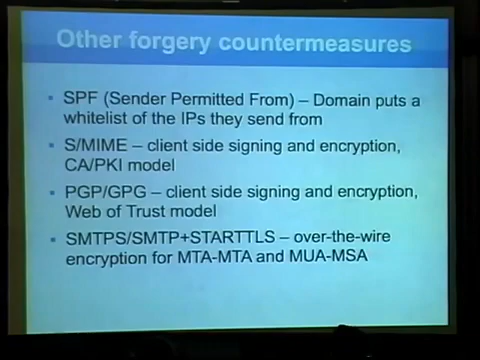 Other forgery countermeasures
SPF (Sender Permitted From) – Domain puts a
whitelist of the IPs they send from
S/MIME – client side signing and encryption,
CA/PKI model
PGP/GPG – client side signing and encryption,
Web of Trust model
SMTPS/SMTP+STARTTLS – over-the-wire
encryption for MTA-MTA and MUA-MSA